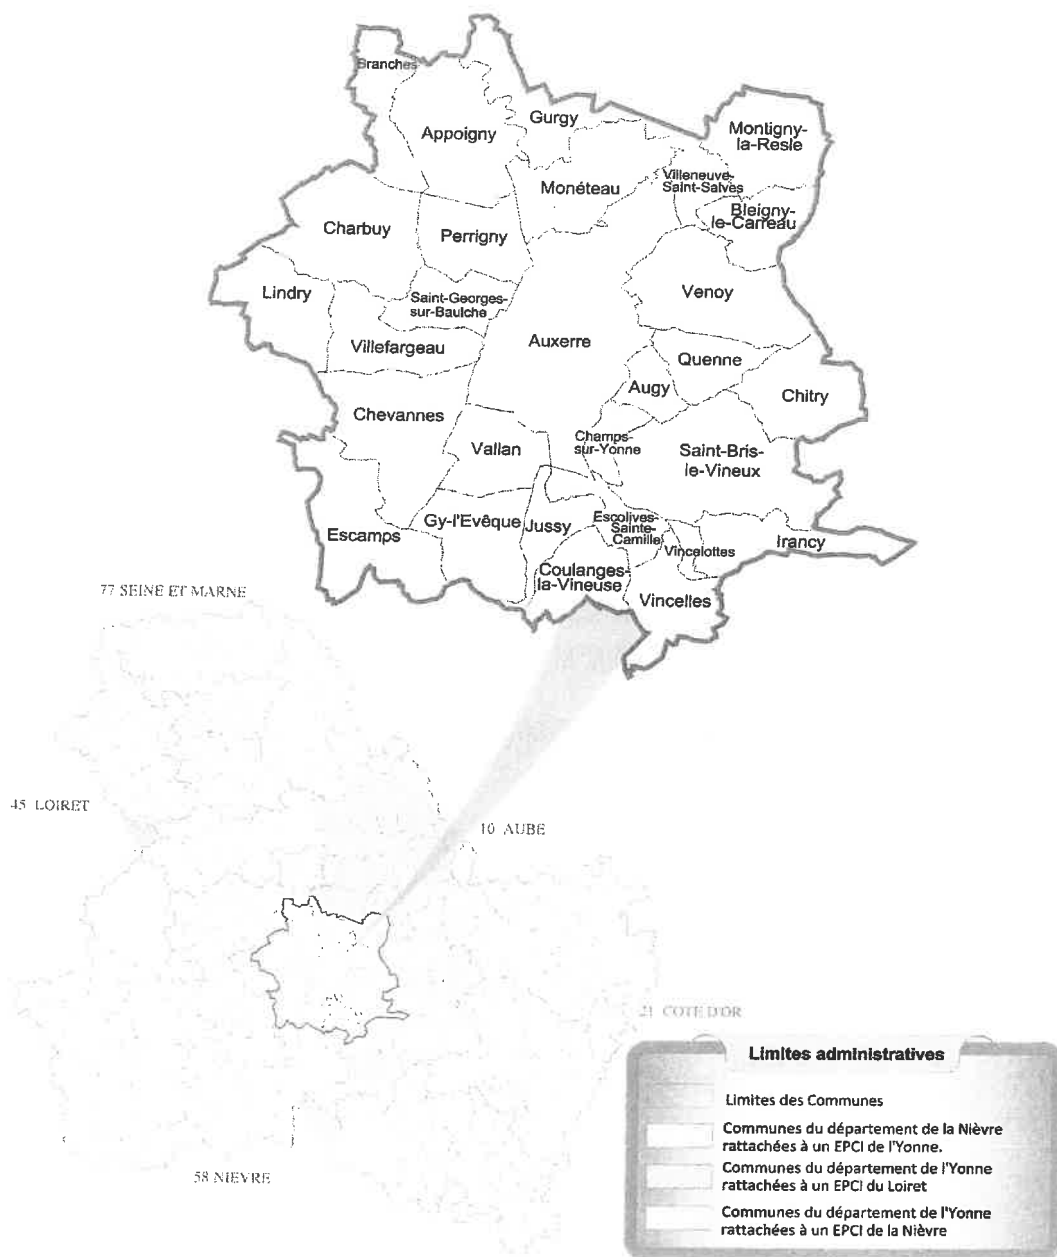 Branches
Appoigny
Gurgy
Montigny-
la-Resle
Monéteau
Villeneuve-
Saint-Salves
Bleigny-
le-Carreau
Charbuy
Perrigny
Lindry
Saint-Georges-
sur-Baulche
Venoy
Villefargeau
Auxerre
Quenne
Augy
Chitry
Chevannes
Vallan
Champs-
sur-Yonne
Saint-Bris-
le-Vineux
Escamps
Gy-l'Evêque
Jussy
Escolives-
Sainte-
Camille
Vincelottes
Irancy
Coulanges-
la-Vineuse
Vincelles
77 SEINE ET MARNE
45 LOIRET
10 AUBE
21 COTE D'OR
58 NIEVRE
Limites administratives
Limites des Communes
Communes du département de la Nièvre
rattachées à un EPCI de l'Yonne.
Communes du département de l'Yonne
rattachées à un EPCI du Loiret
Communes du département de l'Yonne
rattachées à un EPCI de la Nièvre